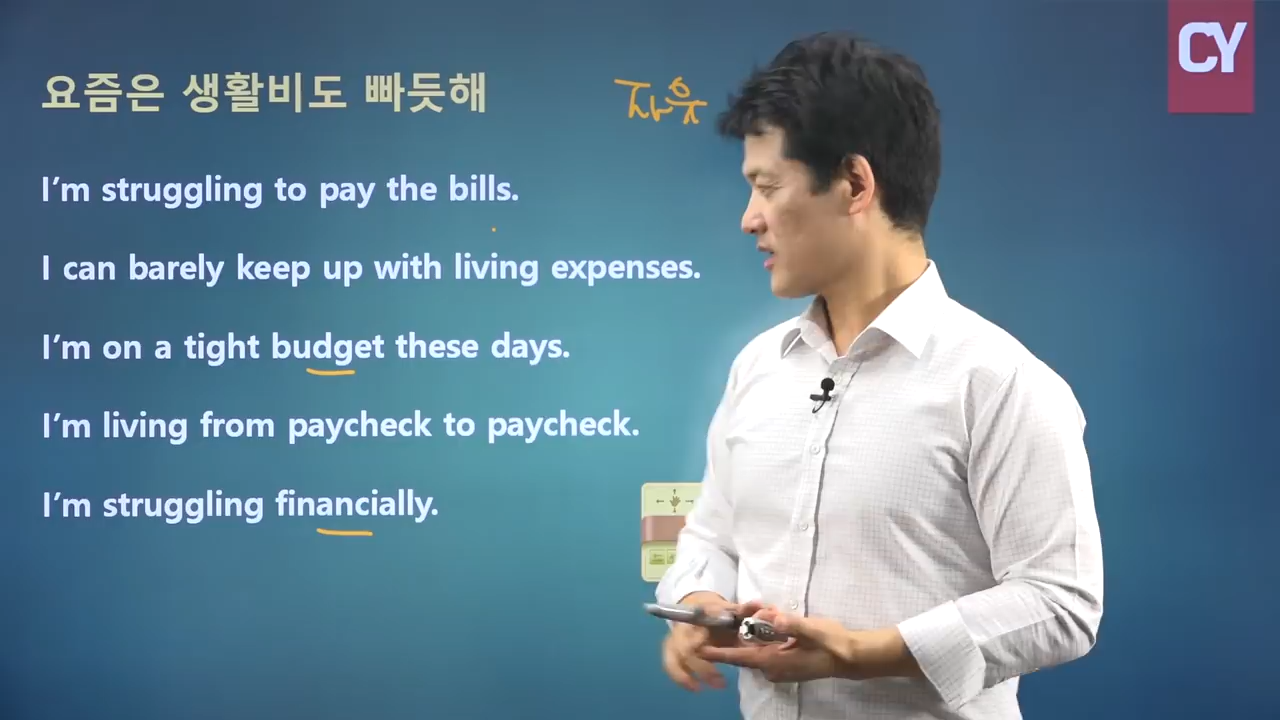 요즘은 생활비도 빠듯해
I'm struggling to pay the bills.
I can barely keep up with living expenses.
I'm on a tight budget these days.
I'm living from paycheck to paycheck.
I'm struggling financially.
CY